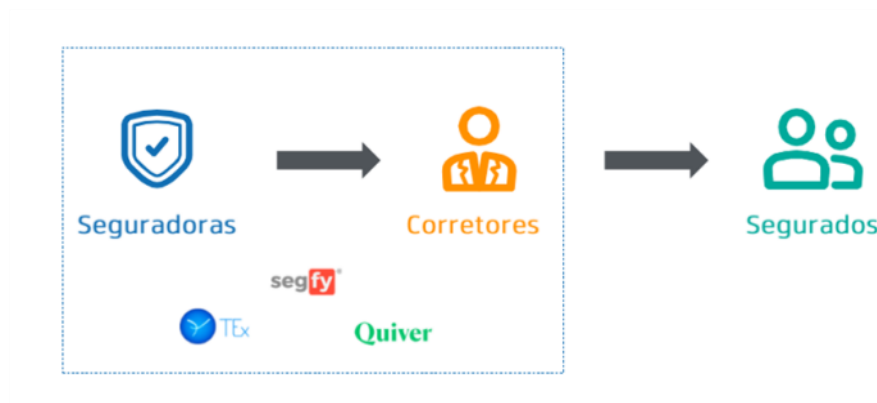 Seguradoras
Corretores
Segurados
segfy
TEx
Quiver